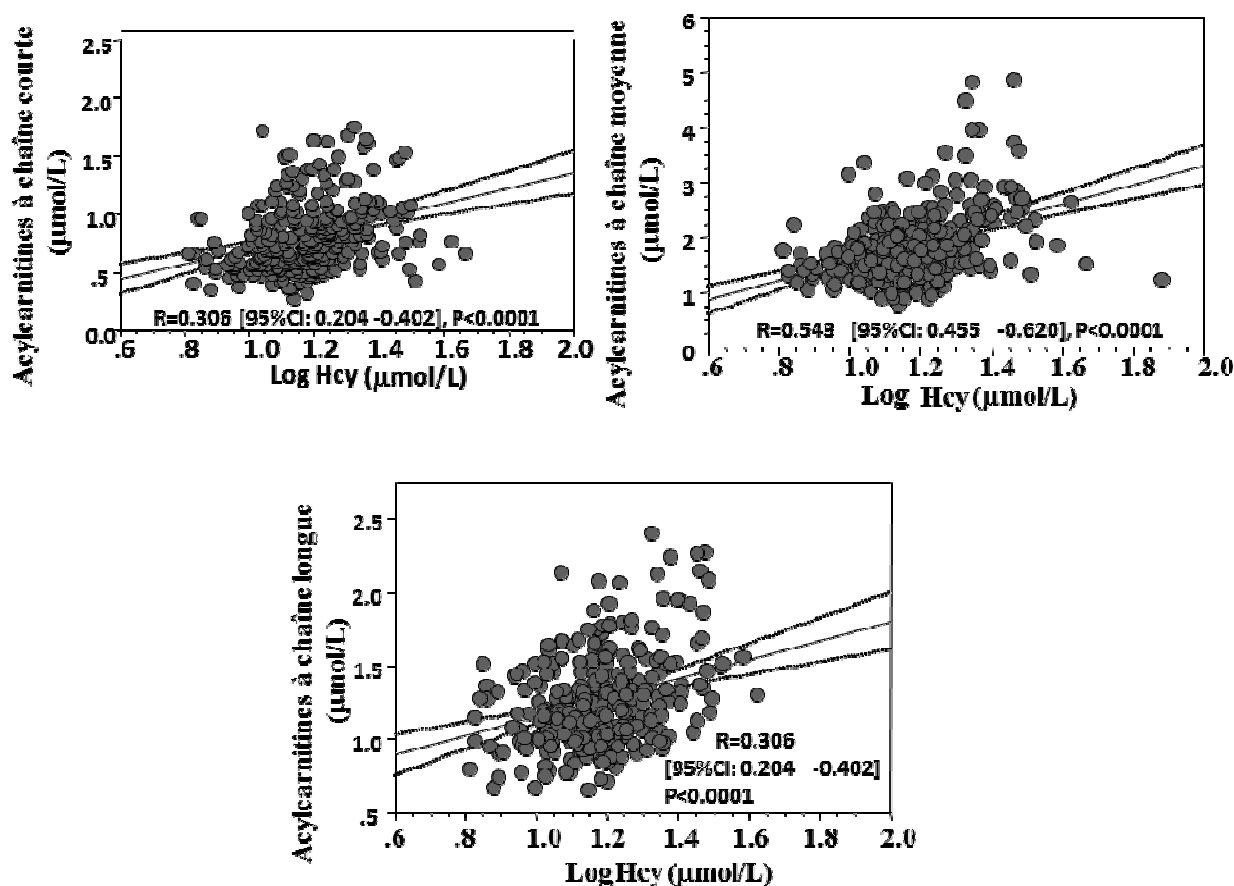 Acylcarnitines à chaîne courte
(µmol/L)
2.5
2.0
1.5
1.0
.5
0.0
R=0.306 [95%CI: 0.204 -0.402], P<0.0001
.6 1.0 1.2 1.4 1.6 1.8 2.0
Log Hcy (µmol/L)
Acylcarnitines à chaîne moyenne
(µmol/L)
6
5
4
3
2
1
0
R=0.543 [95%CI: 0.455 -0.620], P<0.0001
.6 .8 1.0 1.2 1.4 1.6 1.8 2.0
Log Hcy (µmol/L)
Acylcarnitines à chaîne longue
(µmol/L)
2.5
2.0
1.5
1.0
.5
R=0.306
[95%CI: 0.204 -0.402]
P<0.0001
.6 .8 1.0 1.2 1.4 1.6 1.8 2.0
Log Hcy (µmol/L)